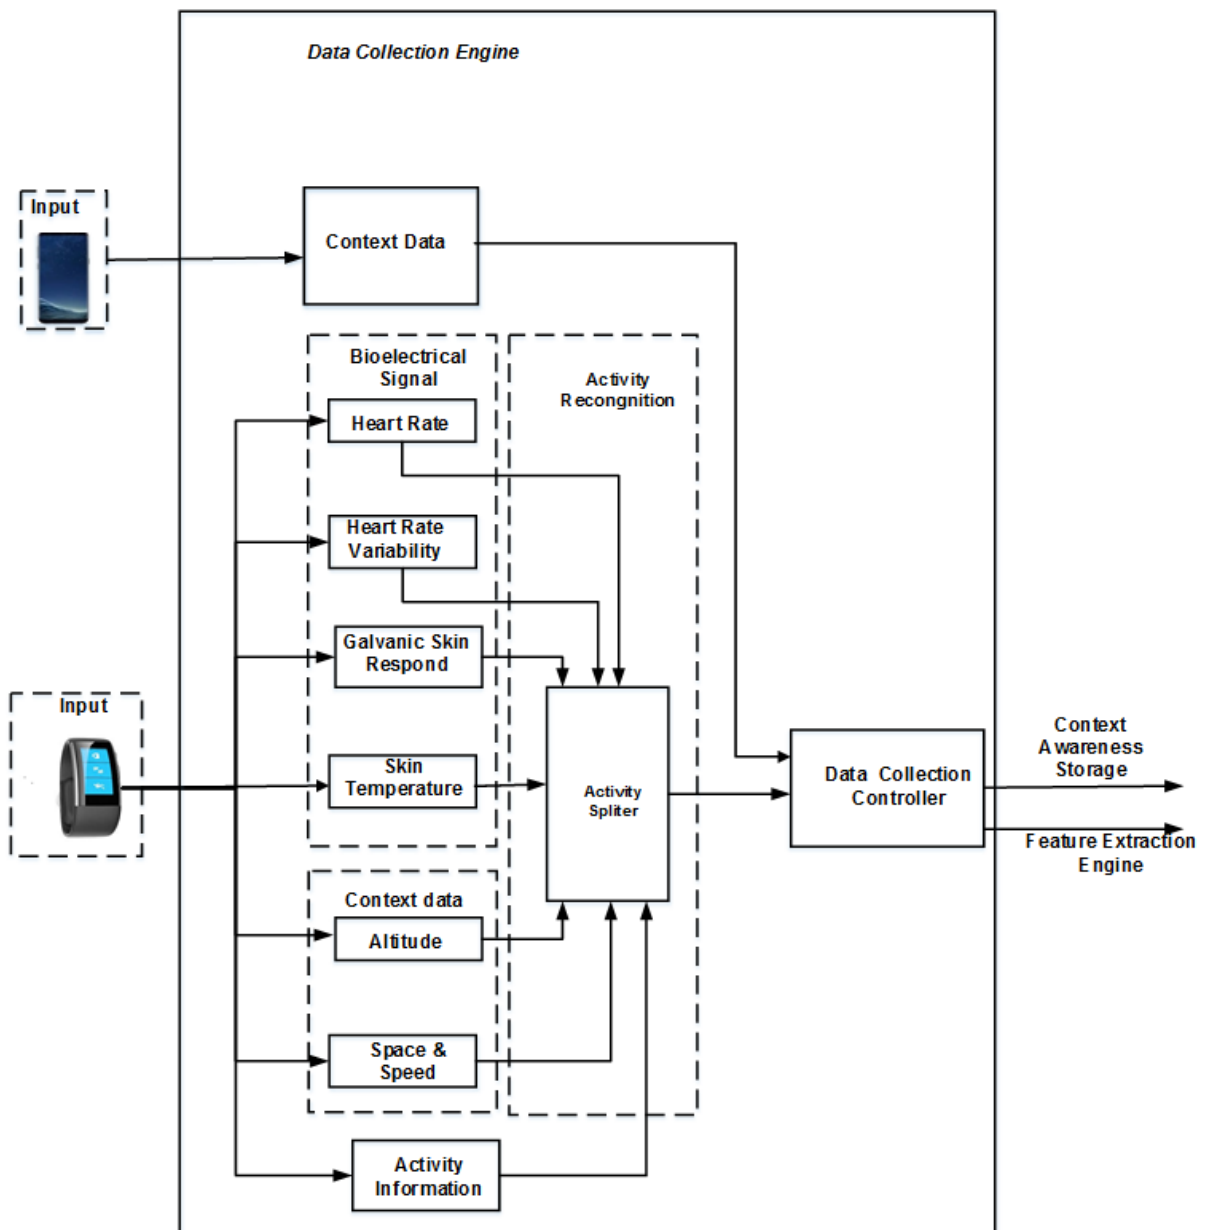 Data Collection Engine
Input
Context Data
Bioelectrical
Signal
Activity
Recongnition
Heart Rate
Heart Rate
Variability
Galvanic Skin
Respond
Input
Skin
Temperature
Activity
Spliter
Data Collection
Controller
Context
Awareness
Storage
Feature Extraction
Engine
Context data
Altitude
Space &
Speed
Activity
Information